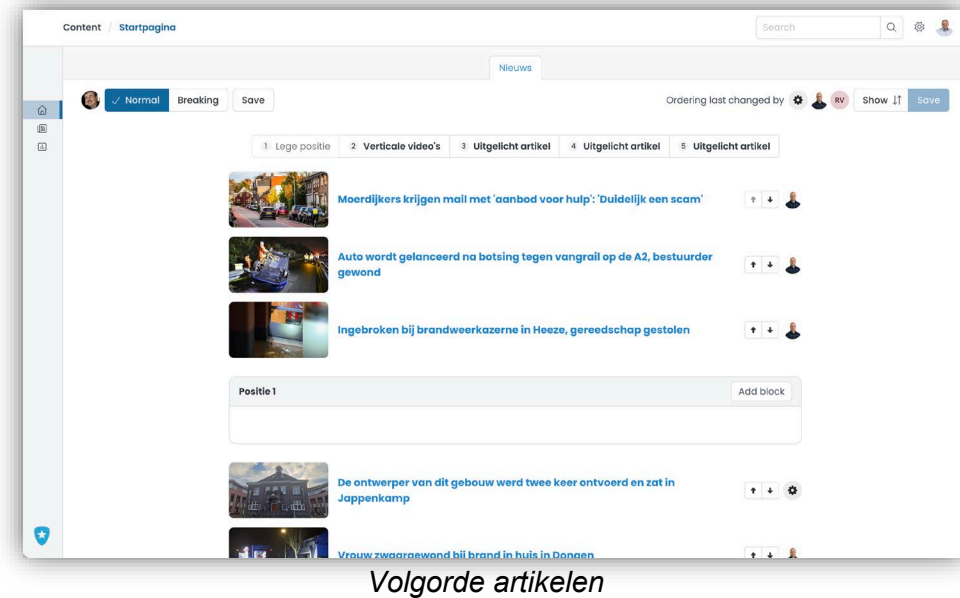 Content / Startpagina
Search
Nieuws
Normal Breaking Save
Ordering last changed by RV Show Save
1 Lege positie 2 Verticale video's 3 Uitgelicht artikel 4 Uitgelicht artikel 5 Uitgelicht artikel
Moerdijkers krijgen mail met 'aanbod voor hulp': 'Duidelijk een scam'
Auto wordt gelanceerd na botsing tegen vangrail op de A2, bestuurder
gewond
Ingebroken bij brandweerkazerne in Heeze, gereedschap gestolen
Positie 1 Add block
De ontwerper van dit gebouw werd twee keer ontvoerd en zat in
Jappenkamp
Vrouw zwaargewond bij brand in huis in Dongen
Volgorde artikelen